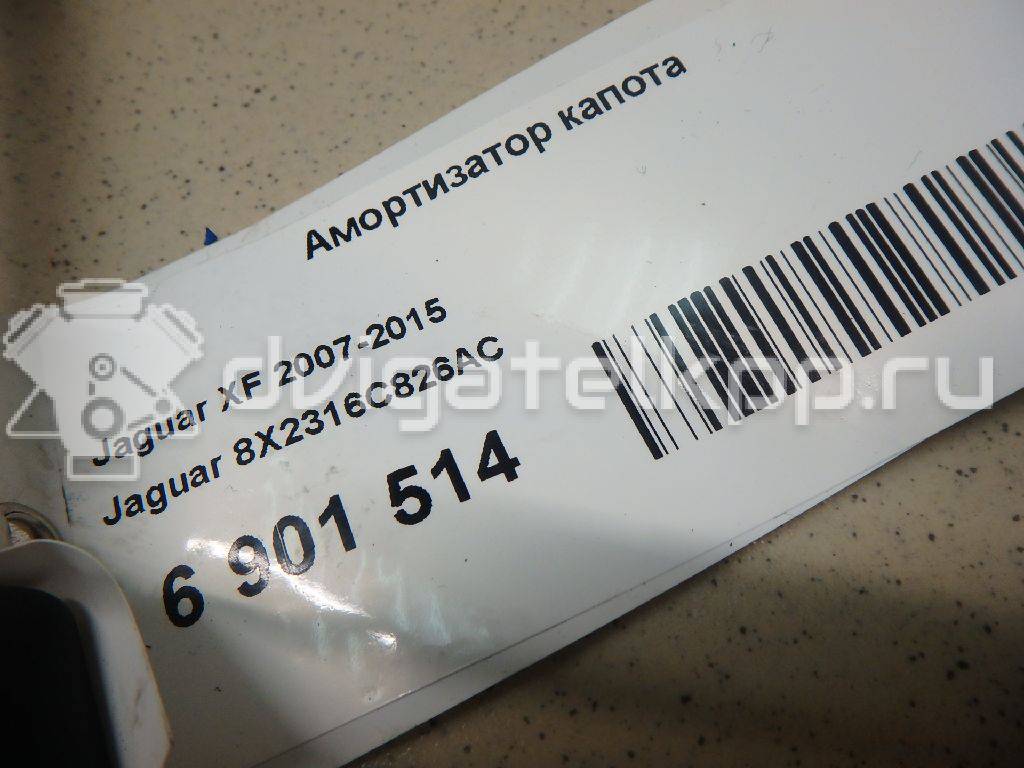 Амортизатор капота
Jaguar XF 2007-2015
Jaguar 8X2316C826AC
6 901 514
dvigatelkop.ru